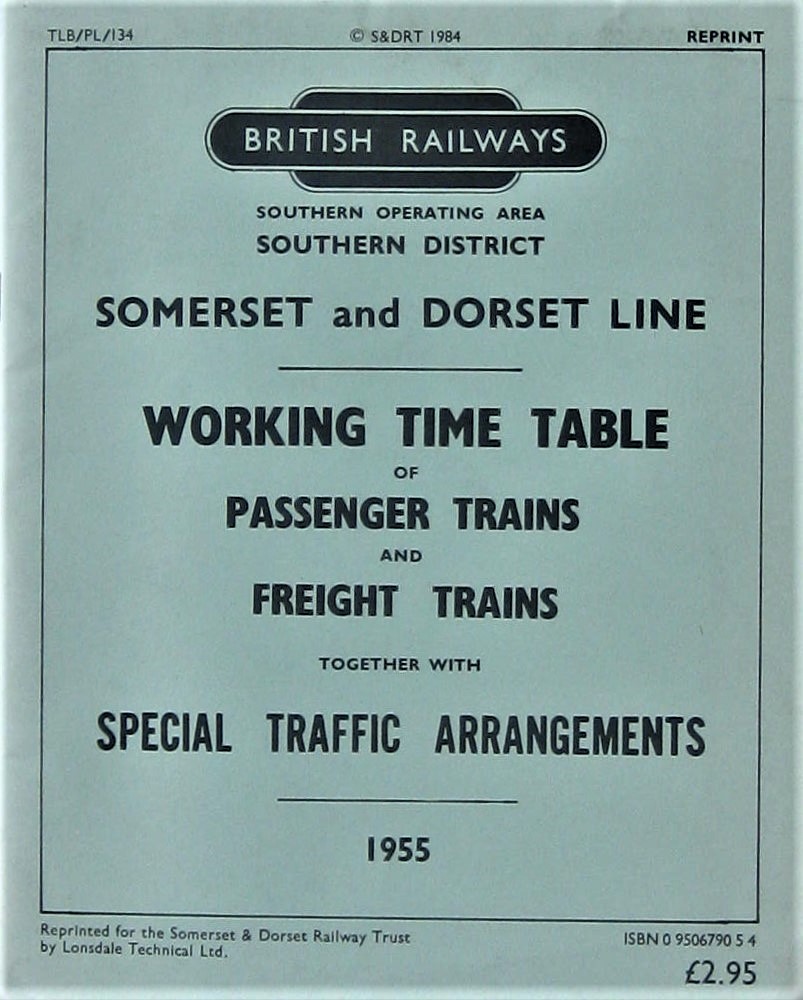 TLB/PL/134 © S&DRT 1984 REPRINT
BRITISH RAILWAYS
SOUTHERN OPERATING AREA
SOUTHERN DISTRICT
SOMERSET and DORSET LINE
WORKING TIME TABLE
OF
PASSENGER TRAINS
AND
FREIGHT TRAINS
TOGETHER WITH
SPECIAL TRAFFIC ARRANGEMENTS
1955
Reprinted for the Somerset & Dorset Railway Trust
by Lonsdale Technical Ltd.
ISBN 0 9506790 5 4
£2.95